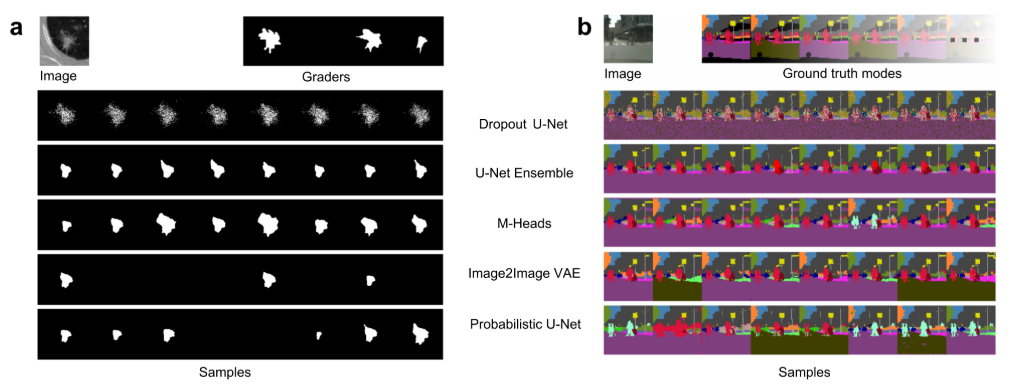 a
b
Image
Graders
Image
Ground truth modes
Dropout U-Net
U-Net Ensemble
M-Heads
Image2Image VAE
Probabilistic U-Net
Samples
Samples